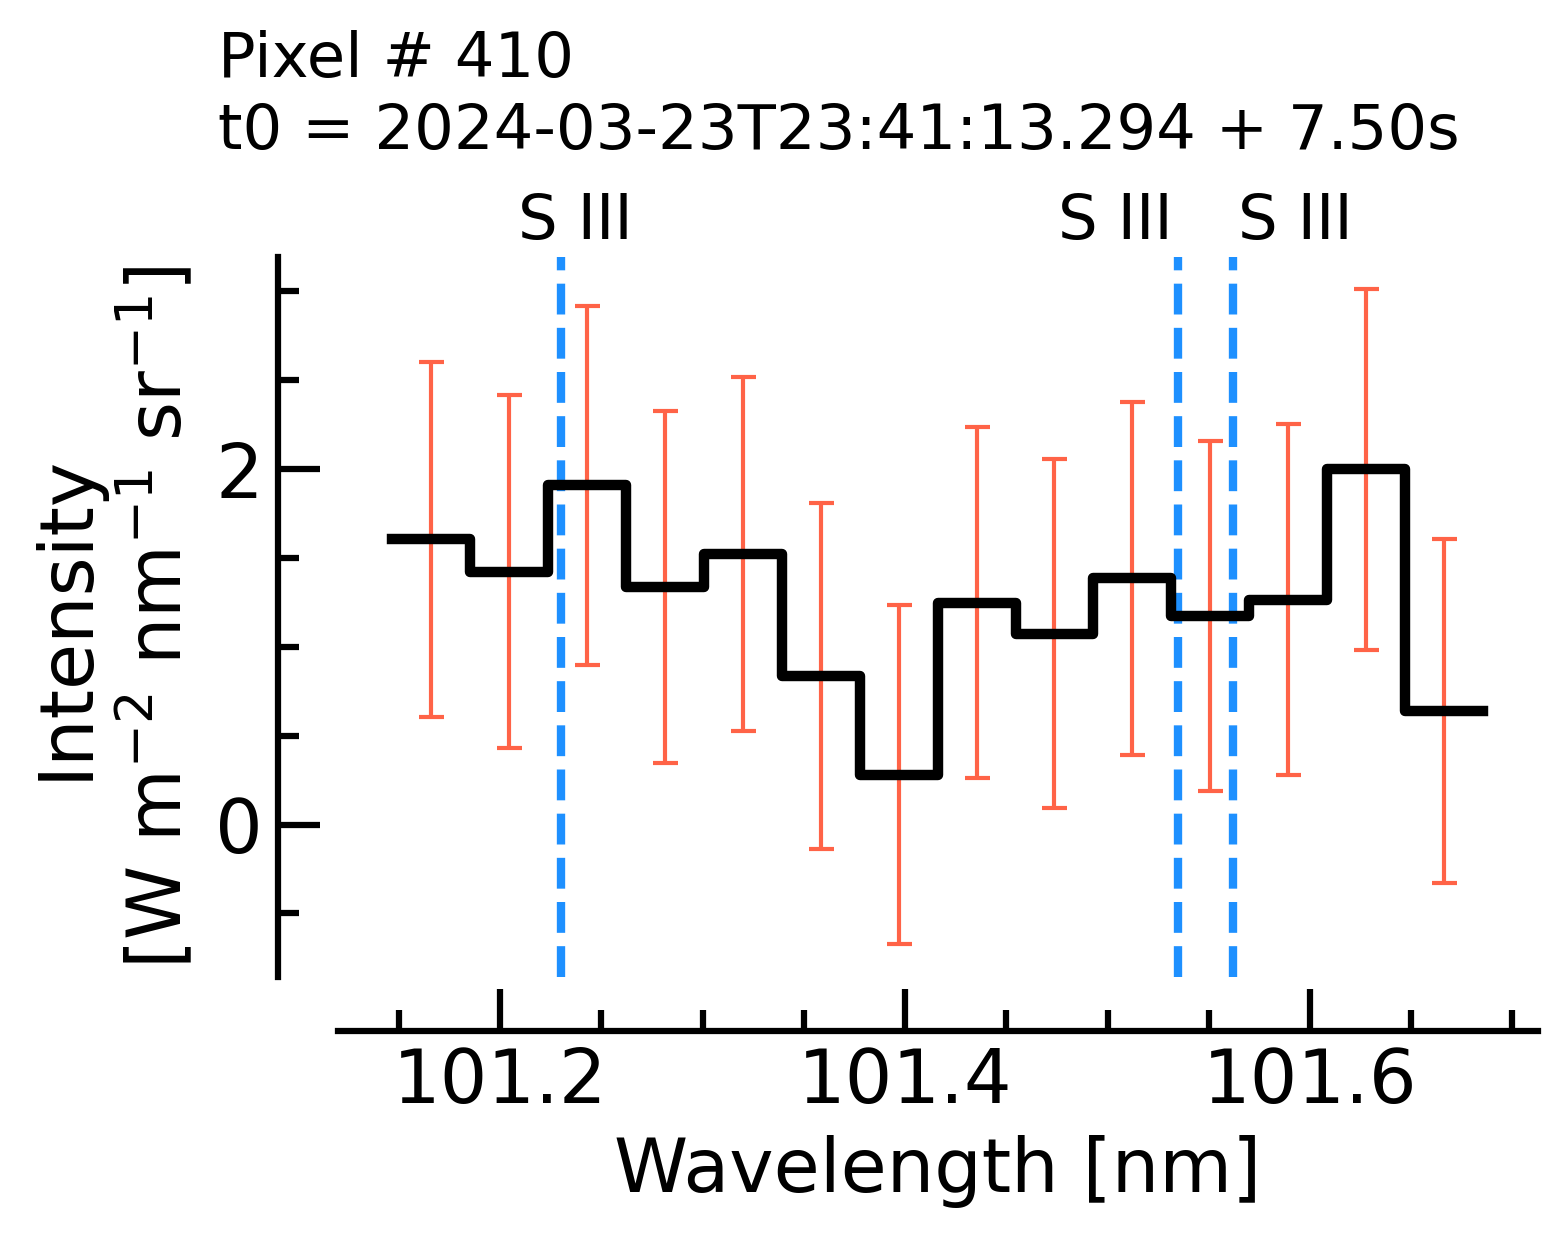 Pixel # 410
t0 = 2024-03-23T23:41:13.294 + 7.50s
S III S III S III
Intensity
[W m⁻² nm⁻¹ sr⁻¹]
2
0
101.2 101.4 101.6
Wavelength [nm]